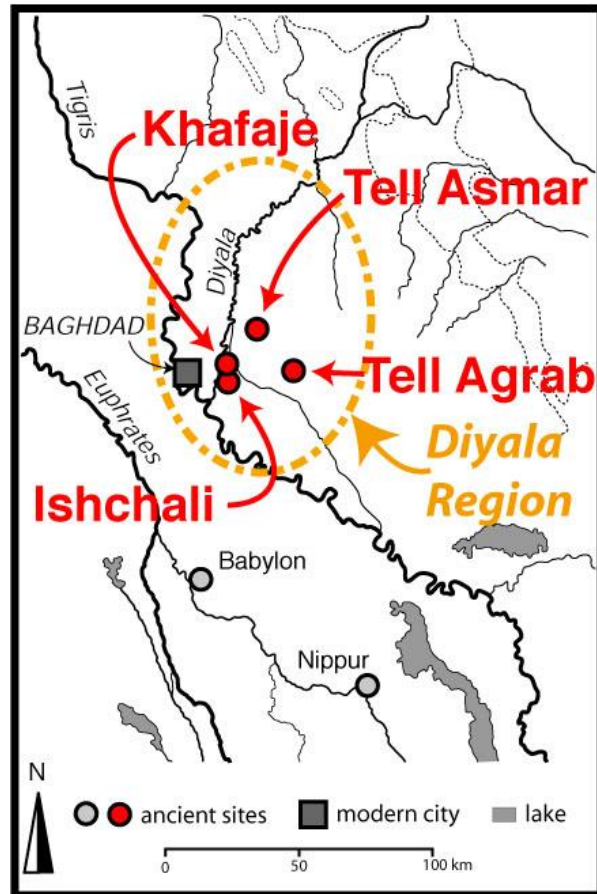 Tigris
Khafaje
Tell Asmar
Diyala
BAGHDAD
Tell Agrab
Euphrates
Diyala
Region
Ishchali
Babylon
Nippur
N
ancient sites
modern city
lake
0 50 100 km